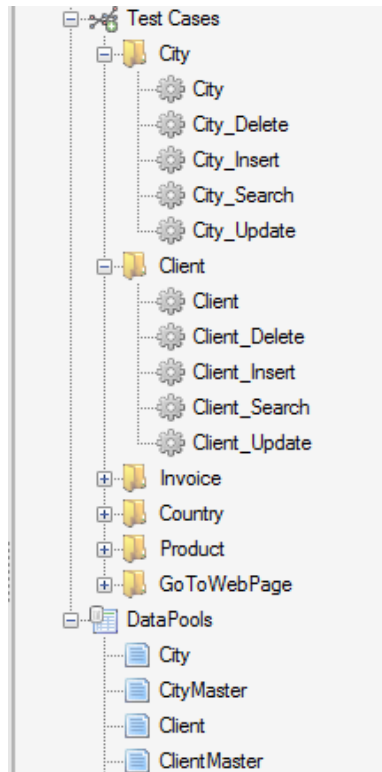 Test Cases
City
City
City_Delete
City_Insert
City_Search
City_Update
Client
Client
Client_Delete
Client_Insert
Client_Search
Client_Update
Invoice
Country
Product
GoToWebPage
DataPools
City
CityMaster
Client
ClientMaster